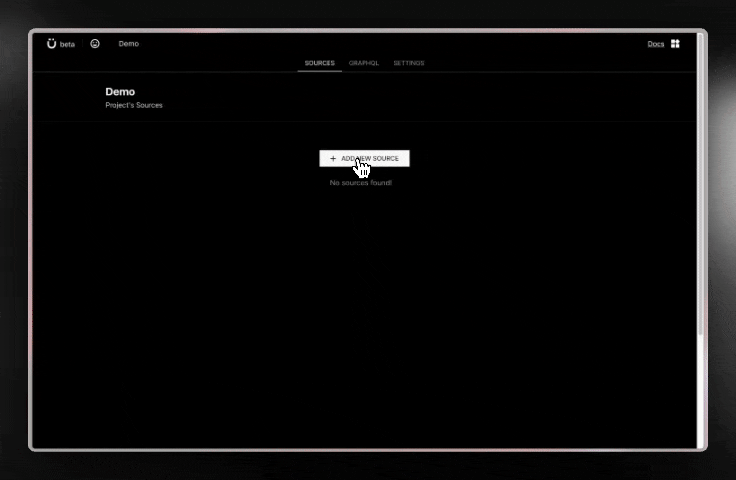 Ü beta Demo Docs
SOURCES GRAPHQL SETTINGS
Demo
Project's Sources
+ ADD NEW SOURCE
No sources found!